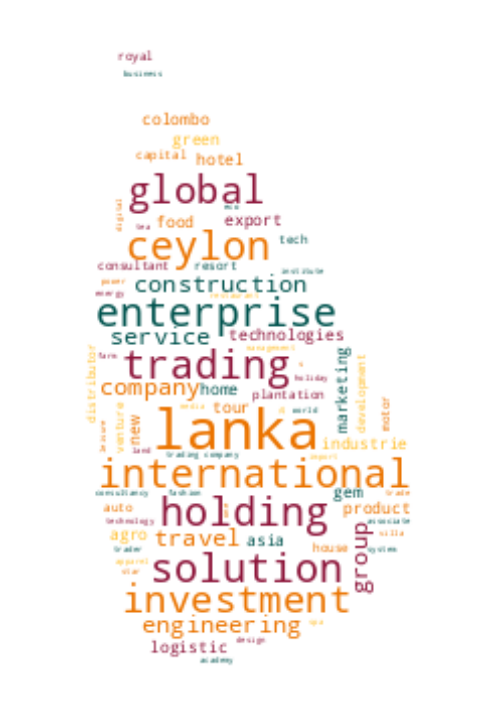 royal
business
colombo
green
capital hotel
global
digital
eco
tea food export
ceylon tech
consultant resort
institute
power construction
energy restaurant
enterprise
service technologies
management
farm trading holiday
distributor
marketing
development
company home plantation
motor
media tour world
venture
new
leisure
lanka
industrie
land trading company export
international
consultancy fashion gem trade
auto holding product
technology associate
agro travel asia villa
trader house system
group
apparel solution
star
investment
engineering spa
logistic design
academy